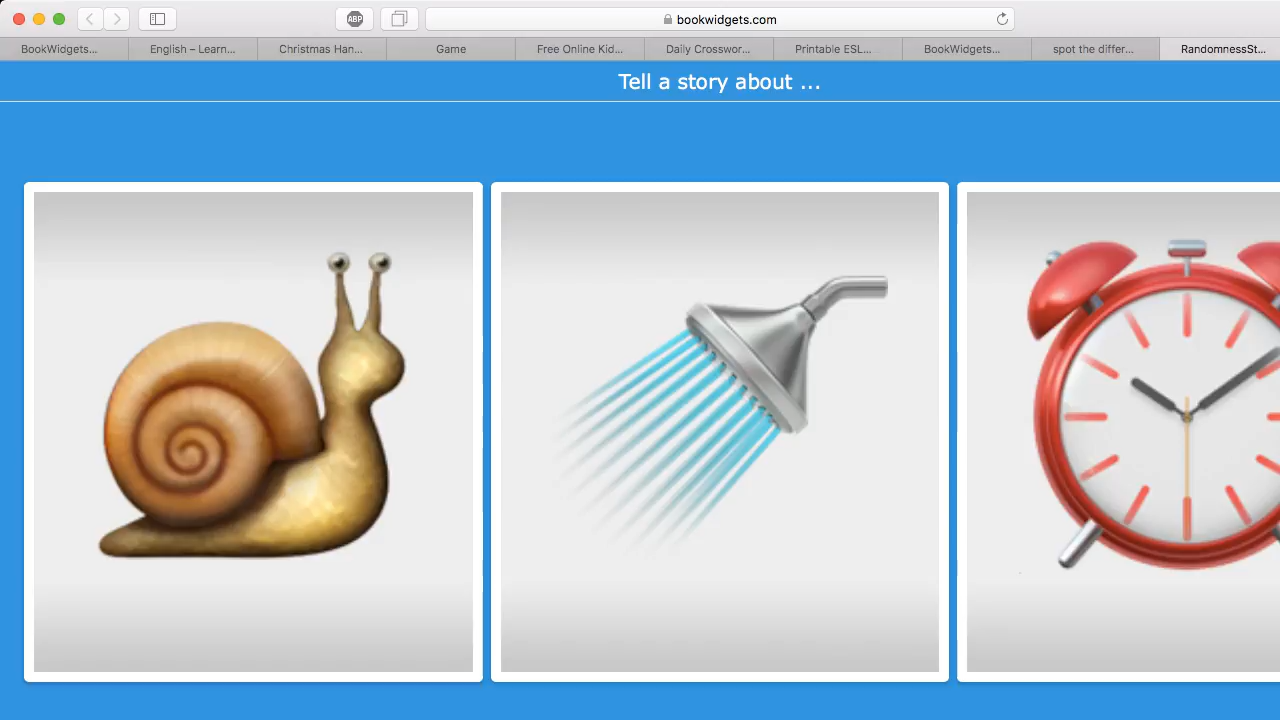 ABP
bookwidgets.com
BookWidgets...
English – Learn...
Christmas Han...
Game
Free Online Kid...
Daily Crosswor...
Printable ESL...
BookWidgets...
spot the differ...
RandomnessSt...
Tell a story about ...